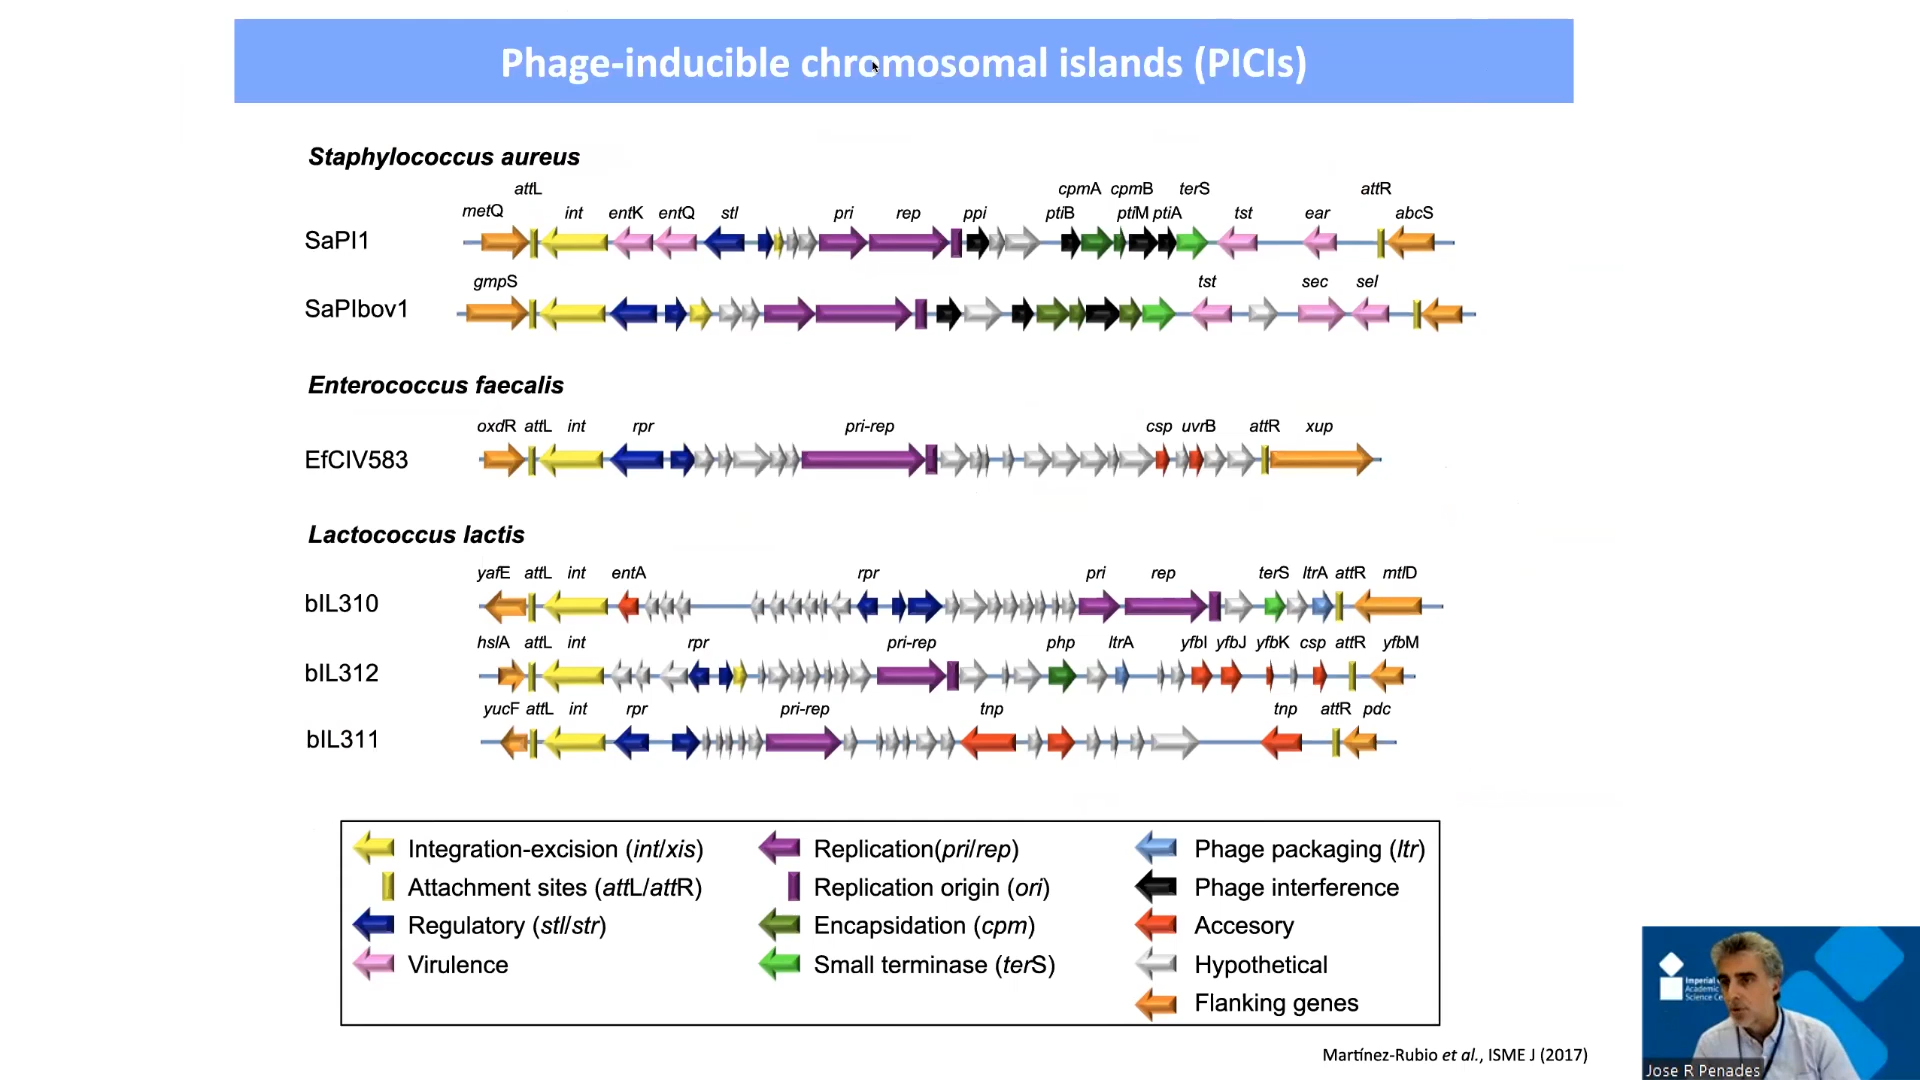 Phage-inducible chromosomal islands (PICIs)
Staphylococcus aureus
attL cpmA cpmB terS attR
metQ int entK entQ stl pri rep ppi ptiB ptiM ptiA tst ear abcS
SaPI1
gmpS tst sec sel
SaPIbov1
Enterococcus faecalis
oxdR attL int rpr pri-rep csp uvrB attR xup
EfCIV583
Lactococcus lactis
yafE attL int entA rpr pri rep terS ltrA attR mtlD
bIL310
hslA attL int rpr pri-rep php ltrA yfbI yfbJ yfbK csp attR yfbM
bIL312
yucF attL int rpr pri-rep tnp tnp attR pdc
bIL311
Integration-excision (int/xis) Replication(pri/rep) Phage packaging (ltr)
Attachment sites (attL/attR) Replication origin (ori) Phage interference
Regulatory (stl/str) Encapsidation (cpm) Accesory
Virulence Small terminase (terS) Hypothetical
Flanking genes
Martínez-Rubio et al., ISME J (2017)
Imperial
Academic
Science
Jose R Penades